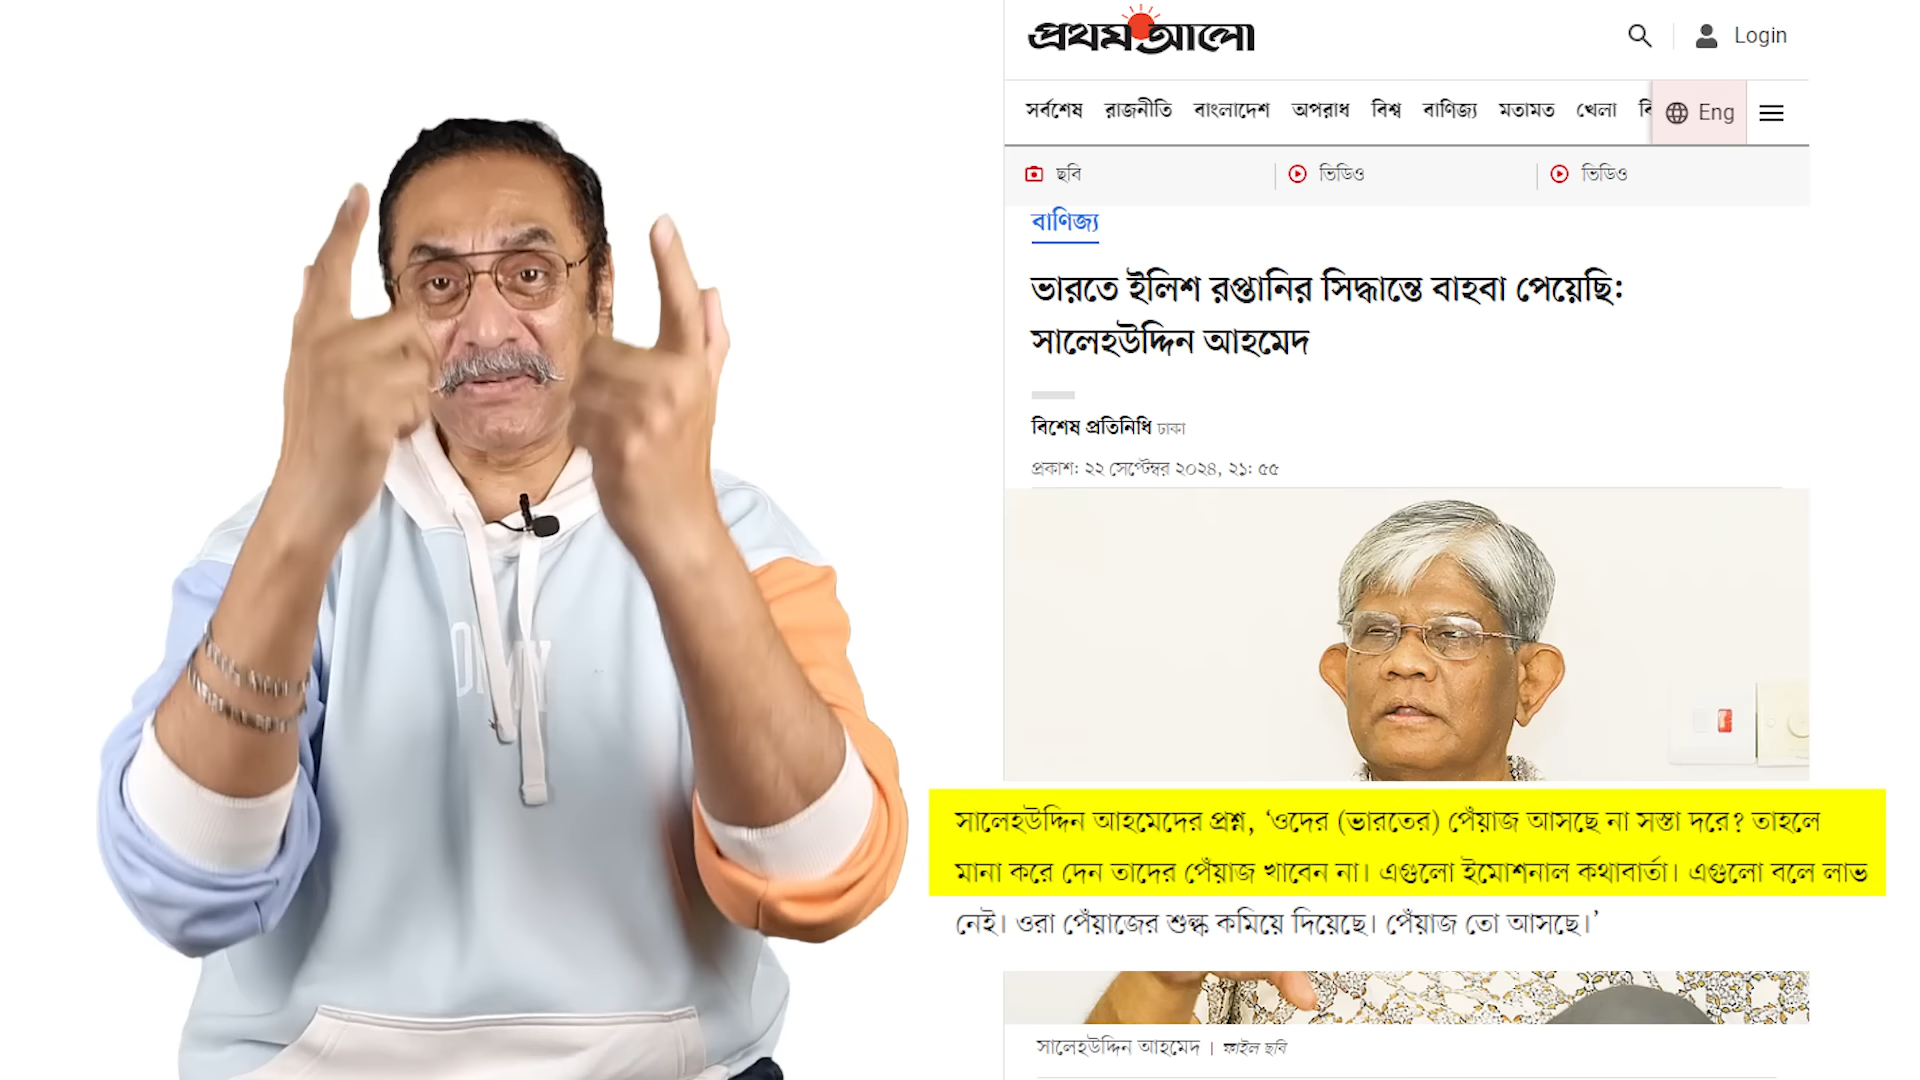 প্রথম আলো
Login
সর্বশেষ রাজনীতি বাংলাদেশ অপরাধ বিশ্ব বাণিজ্য মতামত খেলা
Eng
ছবি
ভিডিও
ভিডিও
বাণিজ্য
ভারতে ইলিশ রপ্তানির সিদ্ধান্তে বাহবা পেয়েছি:
সালেহউদ্দিন আহমেদ
বিশেষ প্রতিনিধি ঢাকা
প্রকাশ: ২২ সেপ্টেম্বর ২০২৪, ২১: ৫৫
সালেহউদ্দিন আহমেদের প্রশ্ন, ‘ওদের (ভারতের) পেঁয়াজ আসছে না সস্তা দরে? তাহলে
মানা করে দেন তাদের পেঁয়াজ খাবেন না। এগুলো ইমোশনাল কথাবার্তা। এগুলো বলে লাভ
নেই। ওরা পেঁয়াজের শুল্ক কমিয়ে দিয়েছে। পেঁয়াজ তো আসছে।’
সালেহউদ্দিন আহমেদ | ফাইল ছবি